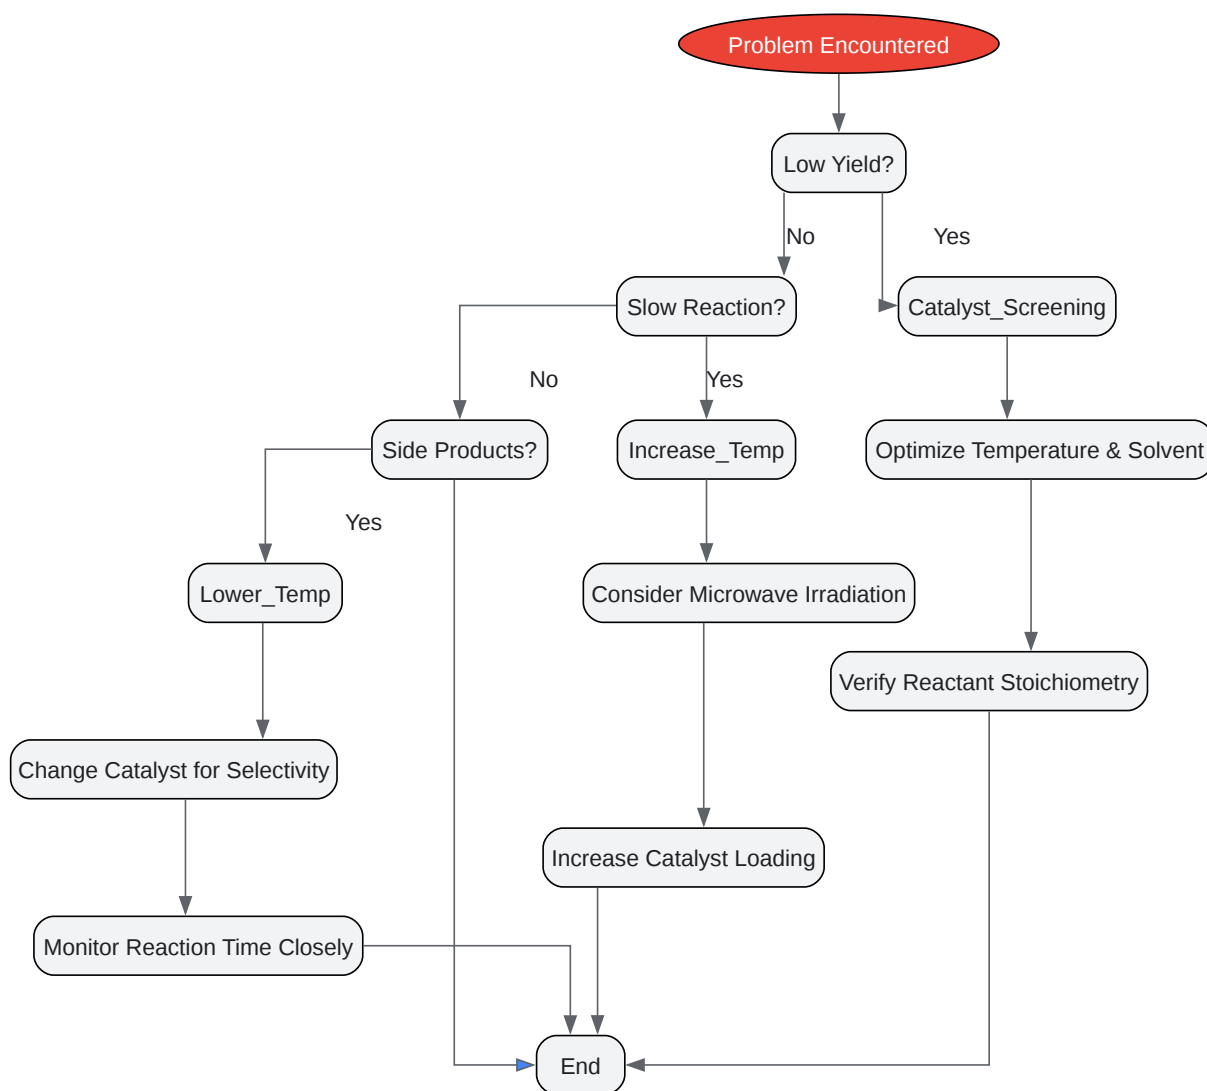 Problem Encountered
Low Yield?
No
Yes
Slow Reaction?
Catalyst_Screening
No
Yes
Side Products?
Increase_Temp
Optimize Temperature & Solvent
Yes
Lower_Temp
Consider Microwave Irradiation
Verify Reactant Stoichiometry
Change Catalyst for Selectivity
Increase Catalyst Loading
Monitor Reaction Time Closely
End